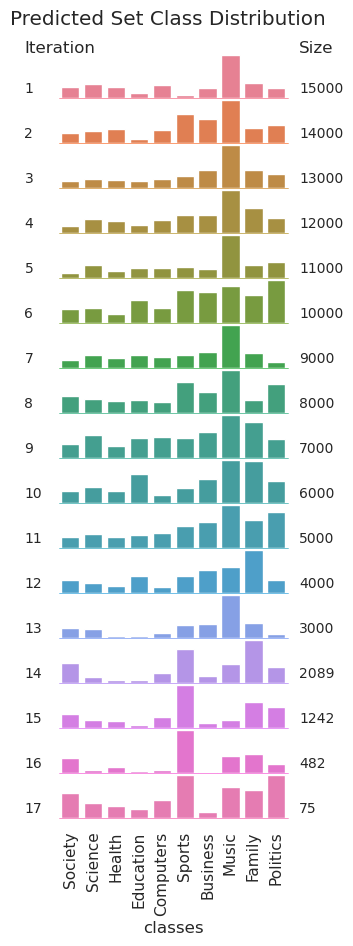 Predicted Set Class Distribution
Iteration Size
1 15000
2 14000
3 13000
4 12000
5 11000
6 10000
7 9000
8 8000
9 7000
10 6000
11 5000
12 4000
13 3000
14 2089
15 1242
16 482
17 75
Society
Science
Health
Education
Computers
Sports
Business
Music
Family
Politics
classes